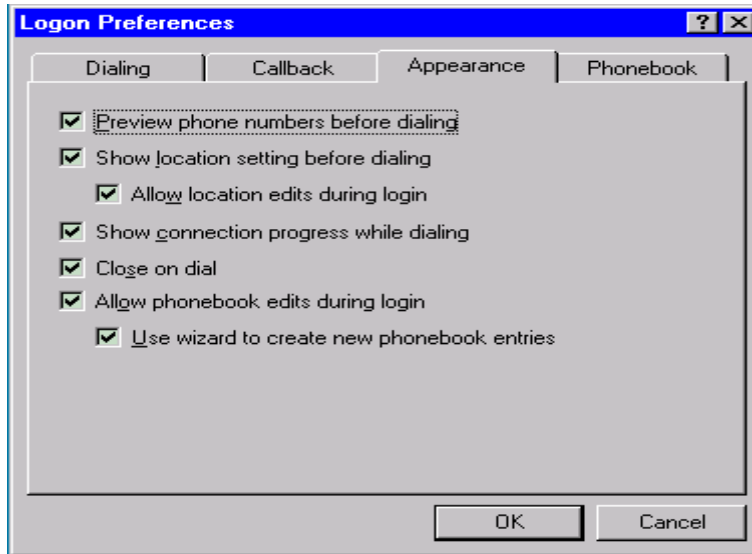 Logon Preferences
Dialing Callback Appearance Phonebook
Preview phone numbers before dialing
Show location setting before dialing
Allow location edits during login
Show connection progress while dialing
Close on dial
Allow phonebook edits during login
Use wizard to create new phonebook entries
OK Cancel